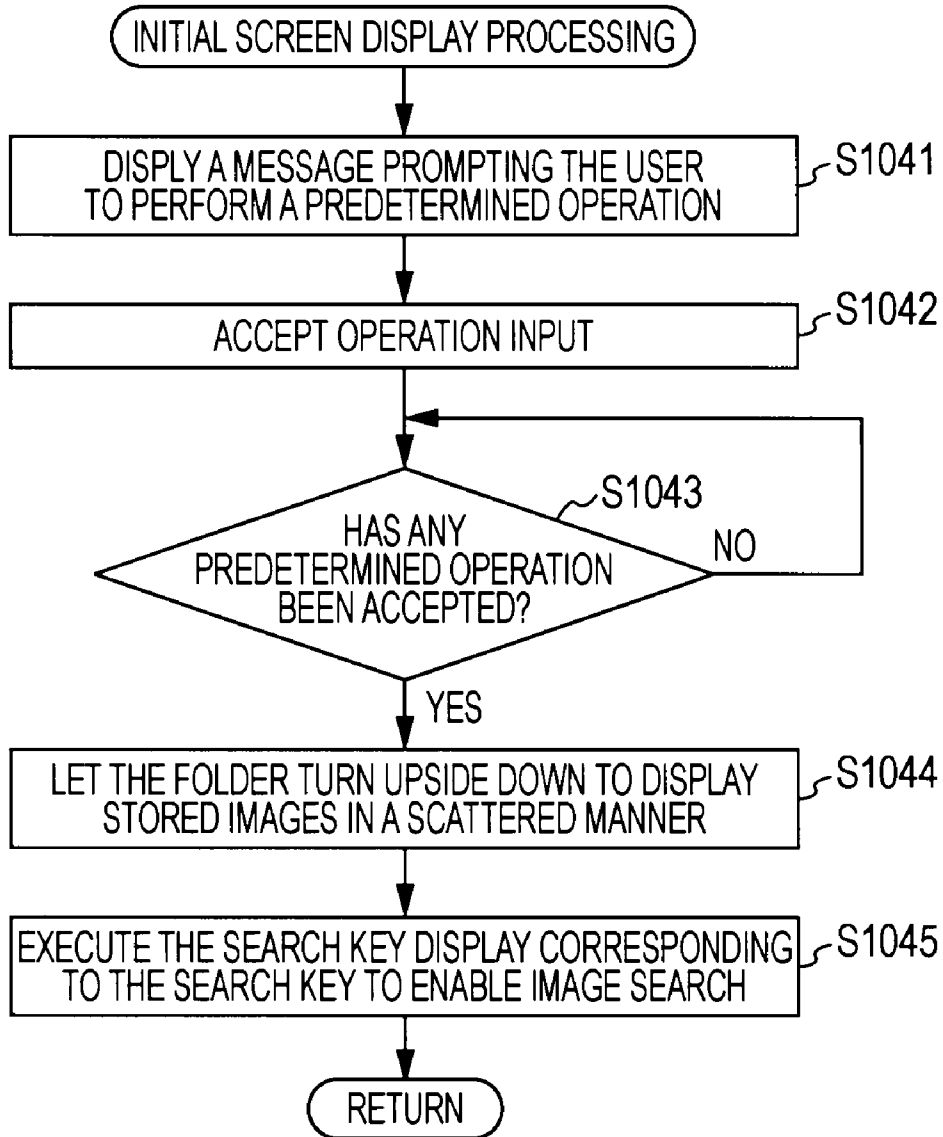 INITIAL SCREEN DISPLAY PROCESSING
DISPLY A MESSAGE PROMPTING THE USER
TO PERFORM A PREDETERMINED OPERATION
S1041
ACCEPT OPERATION INPUT
S1042
S1043
HAS ANY
PREDETERMINED OPERATION
BEEN ACCEPTED?
NO
YES
LET THE FOLDER TURN UPSIDE DOWN TO DISPLAY
STORED IMAGES IN A SCATTERED MANNER
S1044
EXECUTE THE SEARCH KEY DISPLAY CORRESPONDING
TO THE SEARCH KEY TO ENABLE IMAGE SEARCH
S1045
RETURN